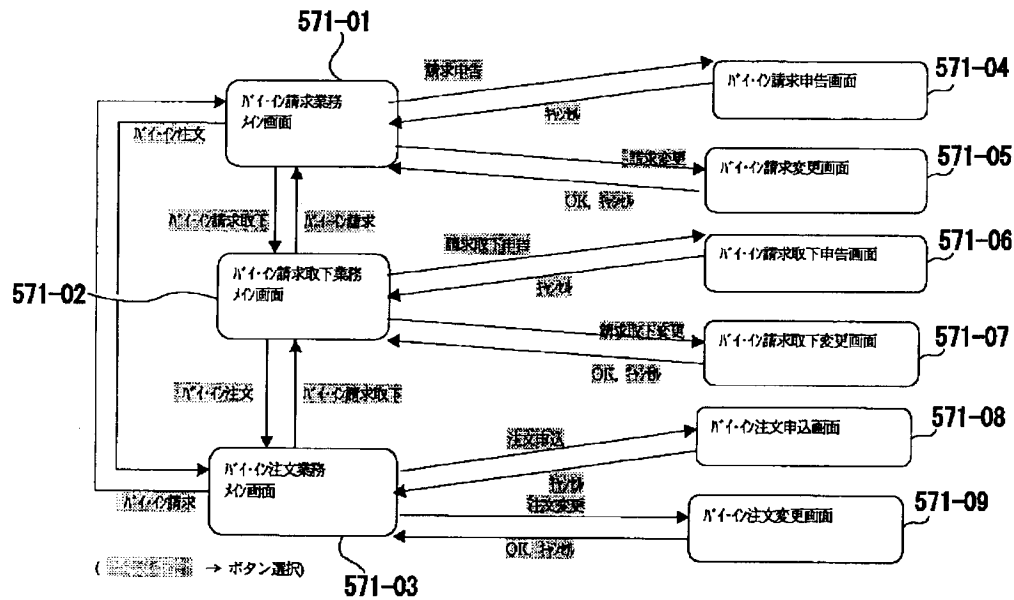 571-01
ﾊﾞｲ･ｲﾝ請求業務
ﾒｲﾝ画面
請求申告
ｷｬﾝｾﾙ
ﾊﾞｲ･ｲﾝ請求申告画面
571-04
ﾊﾞｲ･ｲﾝ注文
請求変更
OK, ｷｬﾝｾﾙ
ﾊﾞｲ･ｲﾝ請求変更画面
571-05
ﾊﾞｲ･ｲﾝ請求取下
ﾊﾞｲ･ｲﾝ請求
571-02
ﾊﾞｲ･ｲﾝ請求取下業務
ﾒｲﾝ画面
請求取下申告
ｷｬﾝｾﾙ
ﾊﾞｲ･ｲﾝ請求取下申告画面
571-06
請求取下変更
OK, ｷｬﾝｾﾙ
ﾊﾞｲ･ｲﾝ請求取下変更画面
571-07
ﾊﾞｲ･ｲﾝ注文
ﾊﾞｲ･ｲﾝ請求取下
ﾊﾞｲ･ｲﾝ注文業務
ﾒｲﾝ画面
注文申込
ｷｬﾝｾﾙ
ﾊﾞｲ･ｲﾝ注文申込画面
571-08
ﾊﾞｲ･ｲﾝ請求
注文変更
OK, ｷｬﾝｾﾙ
ﾊﾞｲ･ｲﾝ注文変更画面
571-09
571-03
( → ボタン選択)